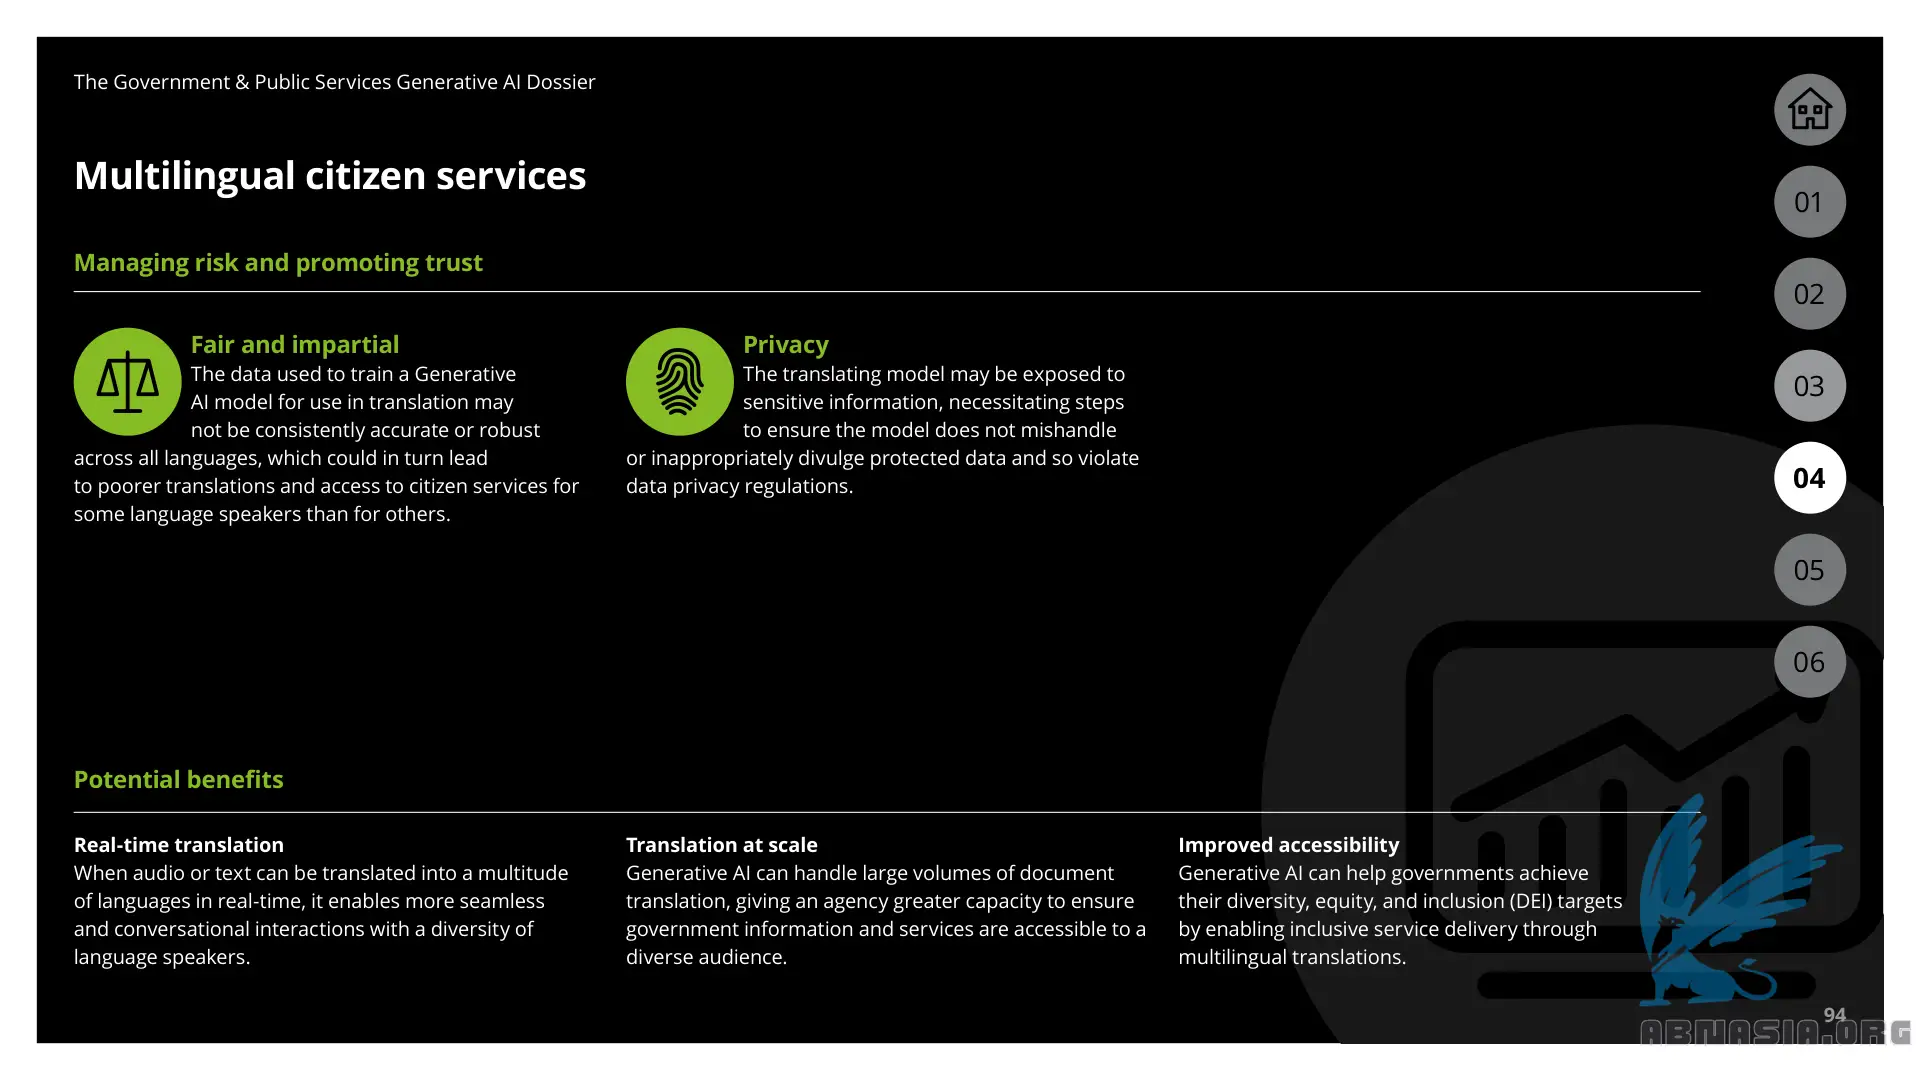 The Government & Public Services Generative AI Dossier
Multilingual citizen services
Managing risk and promoting trust
Fair and impartial
The data used to train a Generative
AI model for use in translation may
not be consistently accurate or robust
across all languages, which could in turn lead
to poorer translations and access to citizen services for
some language speakers than for others.
Privacy
The translating model may be exposed to
sensitive information, necessitating steps
to ensure the model does not mishandle
or inappropriately divulge protected data and so violate
data privacy regulations.
Potential benefits
Real-time translation
When audio or text can be translated into a multitude
of languages in real-time, it enables more seamless
and conversational interactions with a diversity of
language speakers.
Translation at scale
Generative AI can handle large volumes of document
translation, giving an agency greater capacity to ensure
government information and services are accessible to a
diverse audience.
Improved accessibility
Generative AI can help governments achieve
their diversity, equity, and inclusion (DEI) targets
by enabling inclusive service delivery through
multilingual translations.
01
02
03
04
05
06
94
ABMASIA.ORG